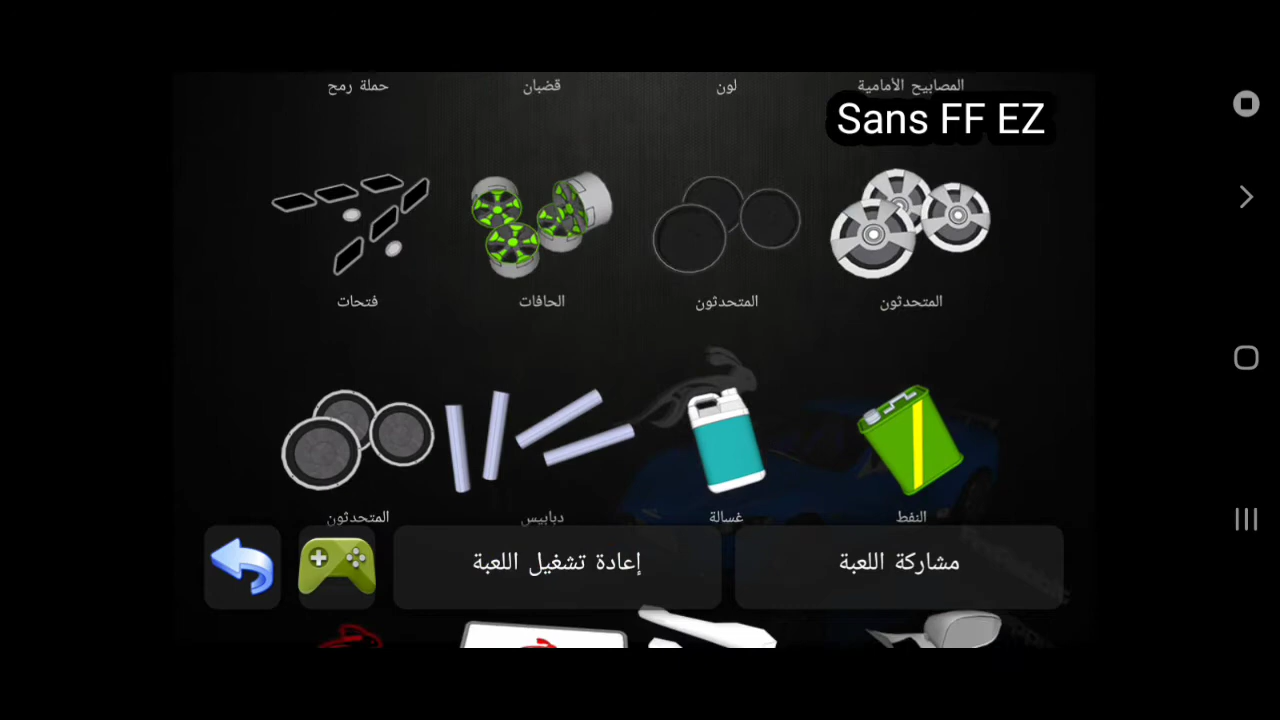 المصابيح الأمامية
لون
قضبان
حملة رمح
Sans FF EZ
المتحدثون
المتحدثون
الحافات
فتحات
النفط
غسالة
دبابيس
المتحدثون
مشاركة اللعبة
إعادة تشغيل اللعبة